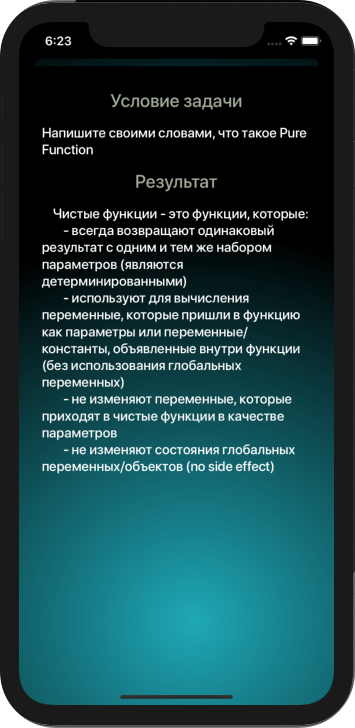 6:23
Условие задачи
Напишите своими словами, что такое Pure
Function
Результат
Чистые функции - это функции, которые:
- всегда возвращают одинаковый
результат с одним и тем же набором
параметров (являются
детерминированными)
- используют для вычисления
переменные, которые пришли в функцию
как параметры или переменные/
константы, объявленные внутри функции
(без использования глобальных
переменных)
- не изменяют переменные, которые
приходят в чистые функции в качестве
параметров
- не изменяют состояния глобальных
переменных/объектов (no side effect)